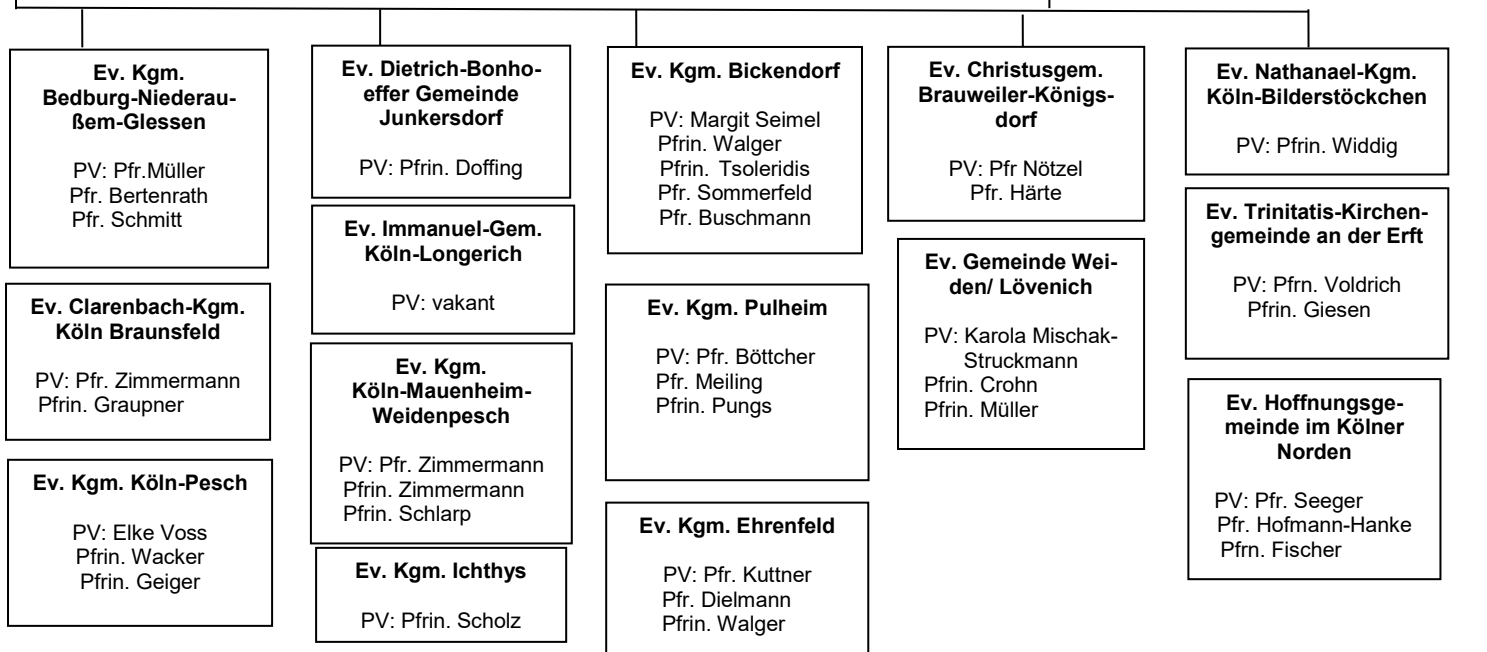 Ev. Kgm.
Bedburg-Niederau-
ßem-Glessen
PV: Pfr.Müller
Pfr. Bertenrath
Pfr. Schmitt
Ev. Clarenbach-Kgm.
Köln Braunsfeld
PV: Pfr. Zimmermann
Pfrin. Graupner
Ev. Kgm. Köln-Pesch
PV: Elke Voss
Pfrin. Wacker
Pfrin. Geiger
Ev. Dietrich-Bonho-
effer Gemeinde
Junkersdorf
PV: Pfrin. Doffing
Ev. Immanuel-Gem.
Köln-Longerich
PV: vakant
Ev. Kgm.
Köln-Mauenheim-
Weidenpesch
PV: Pfr. Zimmermann
Pfrin. Zimmermann
Pfrin. Schlarp
Ev. Kgm. Ichthys
PV: Pfrin. Scholz
Ev. Kgm. Bickendorf
PV: Margit Seimel
Pfrin. Walger
Pfrin. Tsoleridis
Pfr. Sommerfeld
Pfr. Buschmann
Ev. Kgm. Pulheim
PV: Pfr. Böttcher
Pfr. Meiling
Pfrin. Pungs
Ev. Kgm. Ehrenfeld
PV: Pfr. Kuttner
Pfr. Dielmann
Pfrin. Walger
Ev. Christusgem.
Brauweiler-Königs-
dorf
PV: Pfr Nötzel
Pfr. Härte
Ev. Gemeinde Wei-
den/ Lövenich
PV: Karola Mischak-
Struckmann
Pfrin. Crohn
Pfrin. Müller
Ev. Nathanael-Kgm.
Köln-Bilderstöckchen
PV: Pfrin. Widdig
Ev. Trinitatis-Kirchen-
gemeinde an der Erft
PV: Pfrn. Voldrich
Pfrin. Giesen
Ev. Hoffnungsge-
meinde im Kölner
Norden
PV: Pfr. Seeger
Pfr. Hofmann-Hanke
Pfrn. Fischer